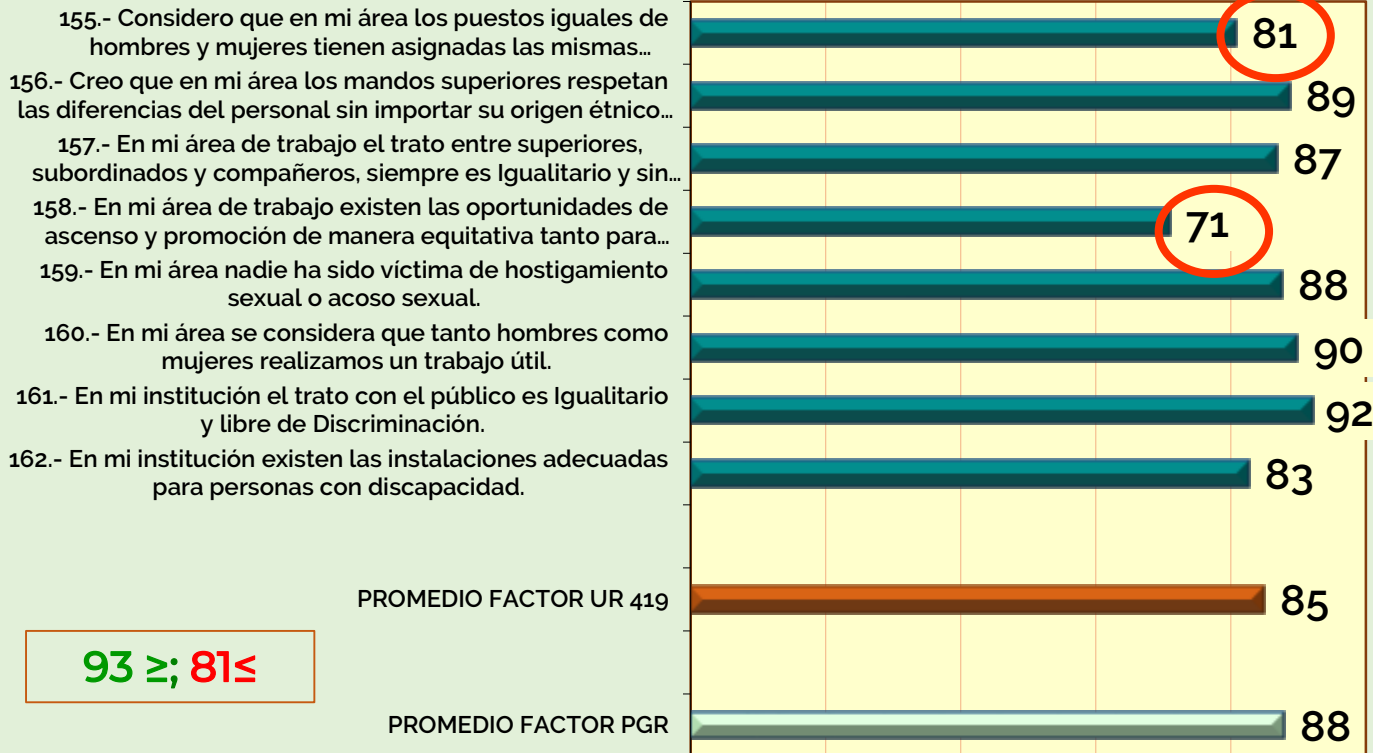 155.- Considero que en mi área los puestos iguales de
hombres y mujeres tienen asignadas las mismas…
81
156.- Creo que en mi área los mandos superiores respetan
las diferencias del personal sin importar su origen étnico…
89
157.- En mi área de trabajo el trato entre superiores,
subordinados y compañeros, siempre es Igualitario y sin…
87
158.- En mi área de trabajo existen las oportunidades de
ascenso y promoción de manera equitativa tanto para…
71
159.- En mi área nadie ha sido víctima de hostigamiento
sexual o acoso sexual.
88
160.- En mi área se considera que tanto hombres como
mujeres realizamos un trabajo útil.
90
161.- En mi institución el trato con el público es Igualitario
y libre de Discriminación.
92
162.- En mi institución existen las instalaciones adecuadas
para personas con discapacidad.
83
PROMEDIO FACTOR UR 419
85
93 ≥; 81≤
PROMEDIO FACTOR PGR
88